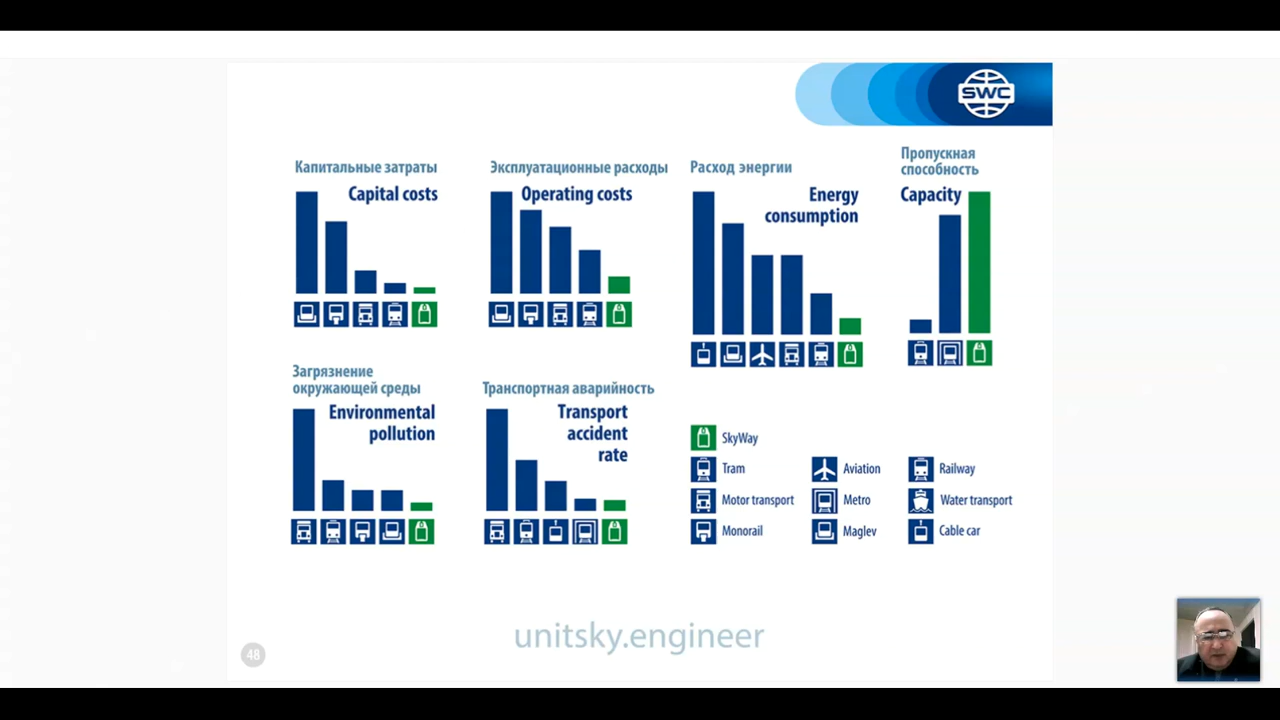 SWC
Капитальные затраты
Capital costs
Эксплуатационные расходы
Operating costs
Расход энергии
Energy
consumption
Пропускная
способность
Capacity
Загрязнение
окружающей среды
Environmental
pollution
Транспортная аварийность
Transport
accident
rate
SkyWay
Tram
Aviation
Railway
Motor transport
Metro
Water transport
Monorail
Maglev
Cable car
unitsky.engineer
48